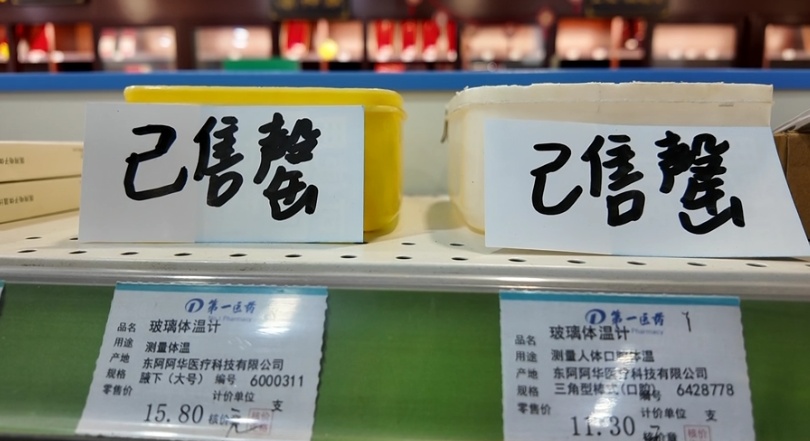 已售罄
已售罄
第一医药
品名 玻璃体温计
用途 测量体温
产地 东阿阿华医疗科技有限公司
规格 腋下（大号） 编号 6000311
零售价 计价单位 支
15.80 元
第一医药
品名 玻璃体温计
用途 测量人体口腔体温
产地 东阿阿华医疗科技有限公司
规格 三角型棒式(口腔) 编号 6428778
零售价 计价单位 支
11.30 元